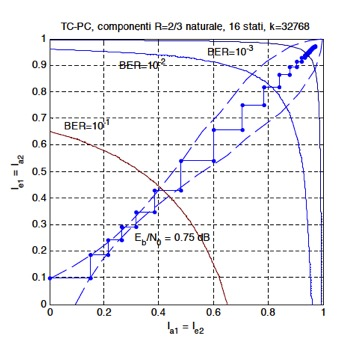 TC-PC, componenti R=2/3 naturale, 16 stati, k=32768
1
0.9
0.8
0.7
0.6
0.5
0.4
0.3
0.2
0.1
0
I_e1 = I_a2
BER=10^-3
BER=10^-2
BER=10^-1
E_b/N_0 = 0.75 dB
0 0.2 0.4 0.6 0.8 1
I_a1 = I_e2